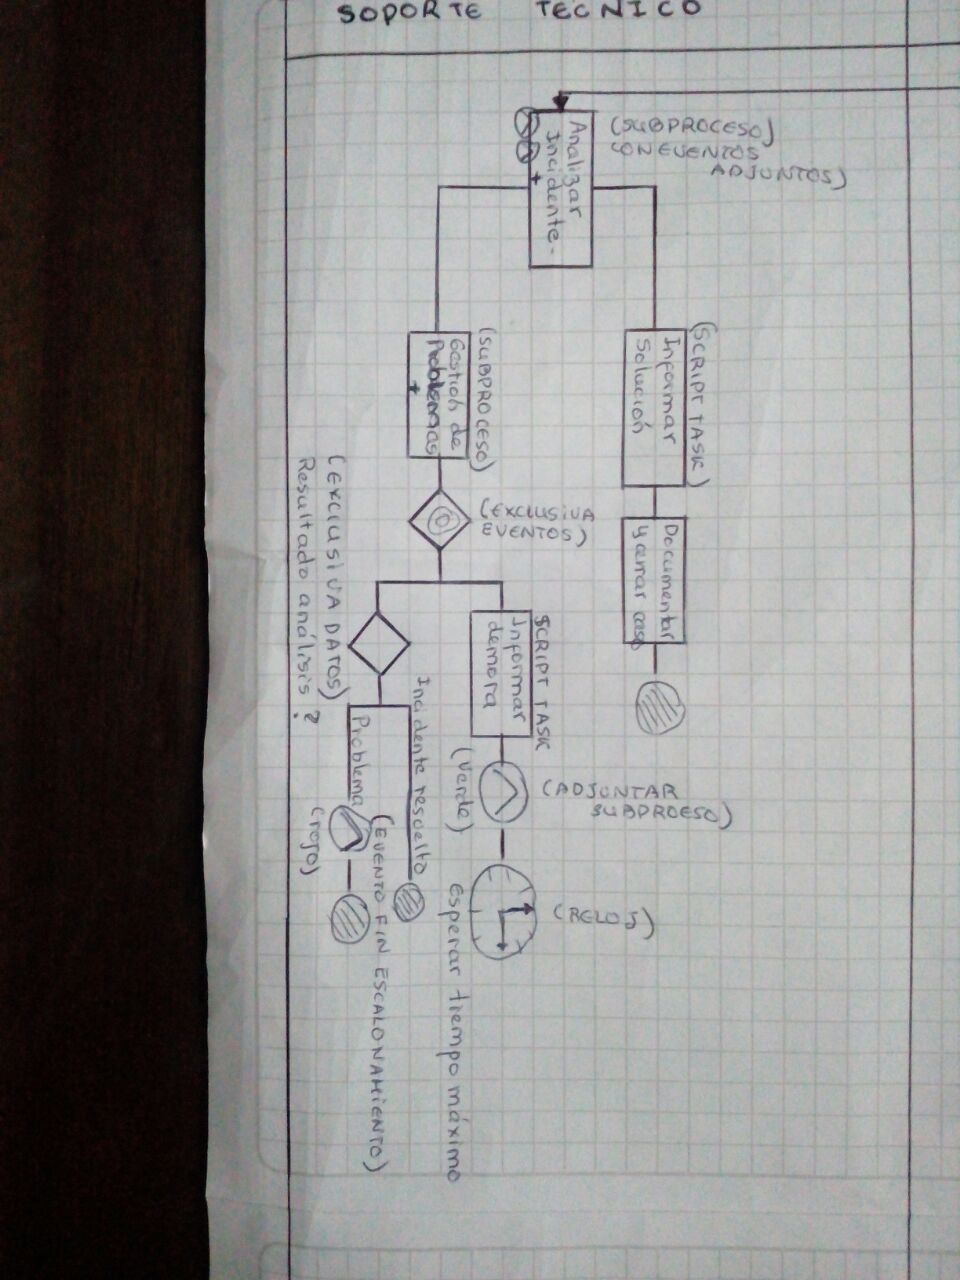 SOPORTE TECNICO
(SUBPROCESO)
CON EVENTOS
ADJUNTOS)
Analizar
Incidente-
+
(SCRIPT TASK)
Informar
Solución
Documentar
y cerrar caso
(SUBPROCESO)
Gestión de
Problemas
+
(EXCLUSIVA
EVENTOS)
SCRIPT TASK
Informar
demora
(ADJUNTAR
SUBPROESO)
(Verde)
(RELOJ)
Esperar tiempo máximo
(EXCLUSIVA DATOS)
Resultado análisis ?
Incidente resuelto
Problema
(EVENTO FIN ESCALONAMIENTO)
(rojo)